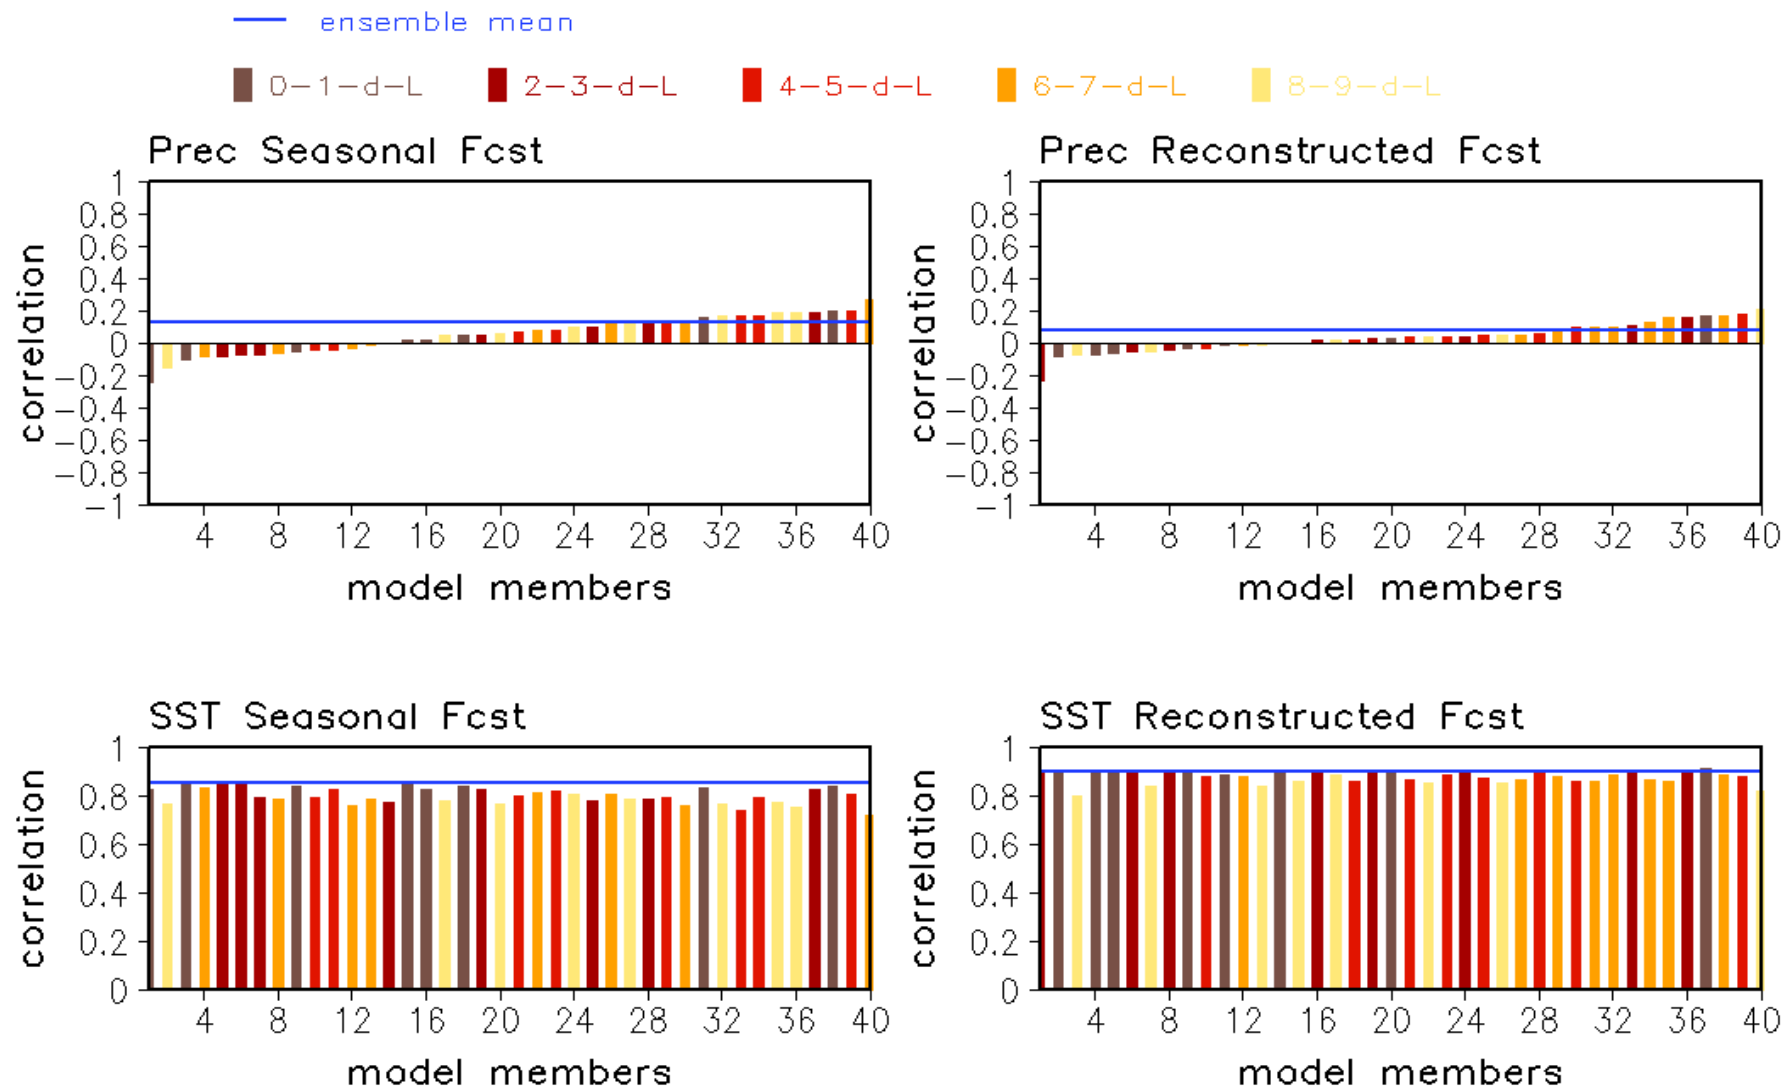 ensemble mean
0-1-d-L 2-3-d-L 4-5-d-L 6-7-d-L 8-9-d-L
Prec Seasonal Fcst
1
0.8
0.6
0.4
0.2
0
-0.2
-0.4
-0.6
-0.8
-1
correlation
4 8 12 16 20 24 28 32 36 40
model members
Prec Reconstructed Fcst
1
0.8
0.6
0.4
0.2
0
-0.2
-0.4
-0.6
-0.8
-1
correlation
4 8 12 16 20 24 28 32 36 40
model members
SST Seasonal Fcst
1
0.8
0.6
0.4
0.2
0
correlation
4 8 12 16 20 24 28 32 36 40
model members
SST Reconstructed Fcst
1
0.8
0.6
0.4
0.2
0
correlation
4 8 12 16 20 24 28 32 36 40
model members